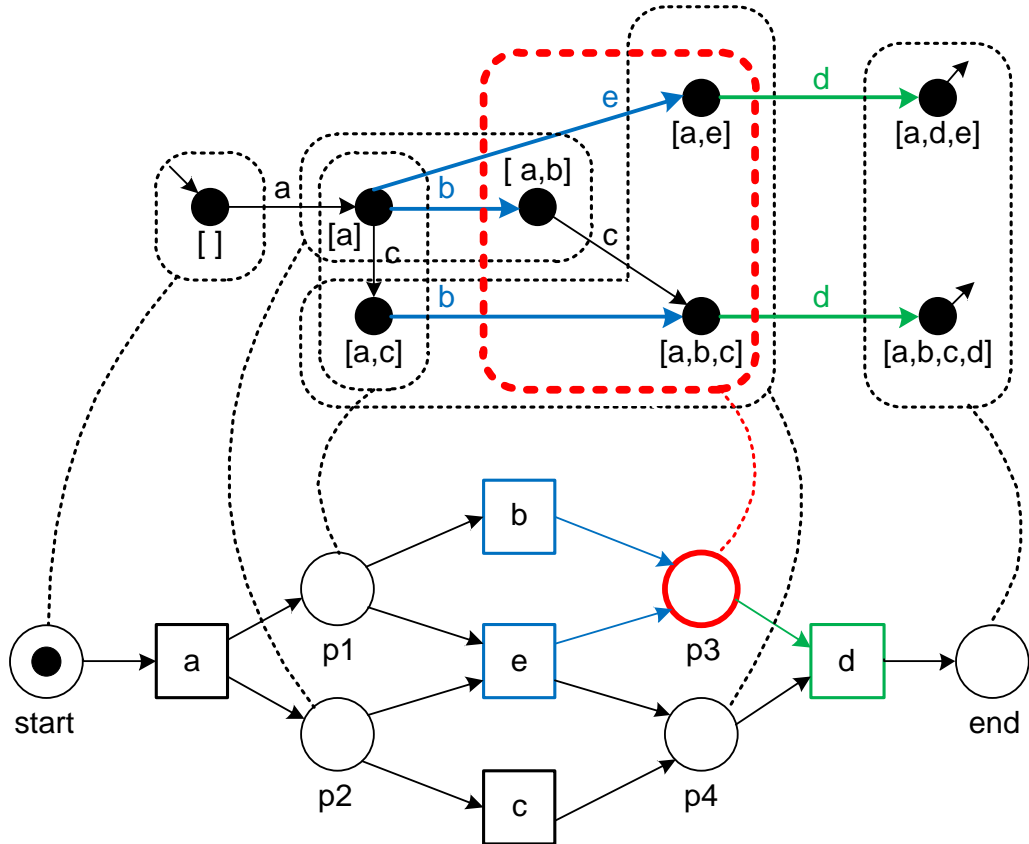 d
e
[a,e]
[a,d,e]
[ a,b]
a
b
[ ]
[a]
c
c
b
d
[a,c]
[a,b,c]
[a,b,c,d]
b
p1
p3
a
e
d
start
end
p2
p4
c